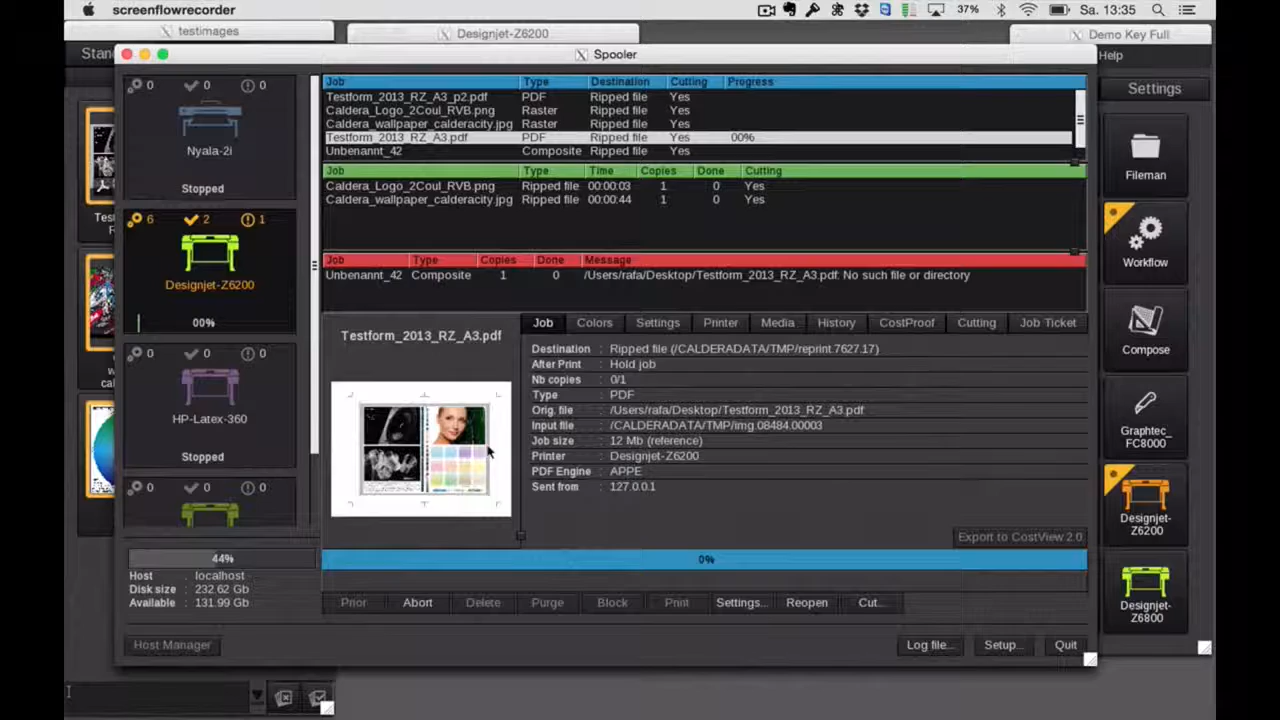 screenflowrecorder
37%
Sa. 13:35
testimages
Designjet-Z6200
Demo Key Full
Stan
Spooler
Help
0 0 0
Nyala-2i
Stopped
6 2 1
Designjet-Z6200
00%
0 0 0
HP-Latex-360
Stopped
0 0 0
44%
Host : localhost
Disk size : 232.62 Gb
Available : 131.99 Gb
Host Manager
Job Type Destination Cutting Progress
Testform_2013_RZ_A3_p2.pdf PDF Ripped file Yes
Caldera_Logo_2Coul_RVB.png Raster Ripped file Yes
Caldera_wallpaper_calderacity.jpg Raster Ripped file Yes
Testform_2013_RZ_A3.pdf PDF Ripped file Yes 00%
Unbenannt_42 Composite Ripped file Yes
Job Type Time Copies Done Cutting
Caldera_Logo_2Coul_RVB.png Ripped file 00:00:03 1 0 Yes
Caldera_wallpaper_calderacity.jpg Ripped file 00:00:44 1 0 Yes
Job Type Copies Done Message
Unbenannt_42 Composite 1 0 /Users/rafa/Desktop/Testform_2013_RZ_A3.pdf: No such file or directory
Testform_2013_RZ_A3.pdf
Job Colors Settings Printer Media History CostProof Cutting Job Ticket
Destination : Ripped file (/CALDERADATA/TMP/reprint.7627.17)
After Print : Hold job
Nb copies : 0/1
Type : PDF
Orig. file : /Users/rafa/Desktop/Testform_2013_RZ_A3.pdf
Input file : /CALDERADATA/TMP/img.08484.00003
Job size : 12 Mb (reference)
Printer : Designjet-Z6200
PDF Engine : APPE
Sent from : 127.0.0.1
Export to CostView 2.0
0%
Prior Abort Delete Purge Block Print Settings... Reopen Cut...
Log file... Setup... Quit
Settings
Fileman
Workflow
Compose
Graphtec_
FC8000
Designjet-
Z6200
Designjet-
Z6800